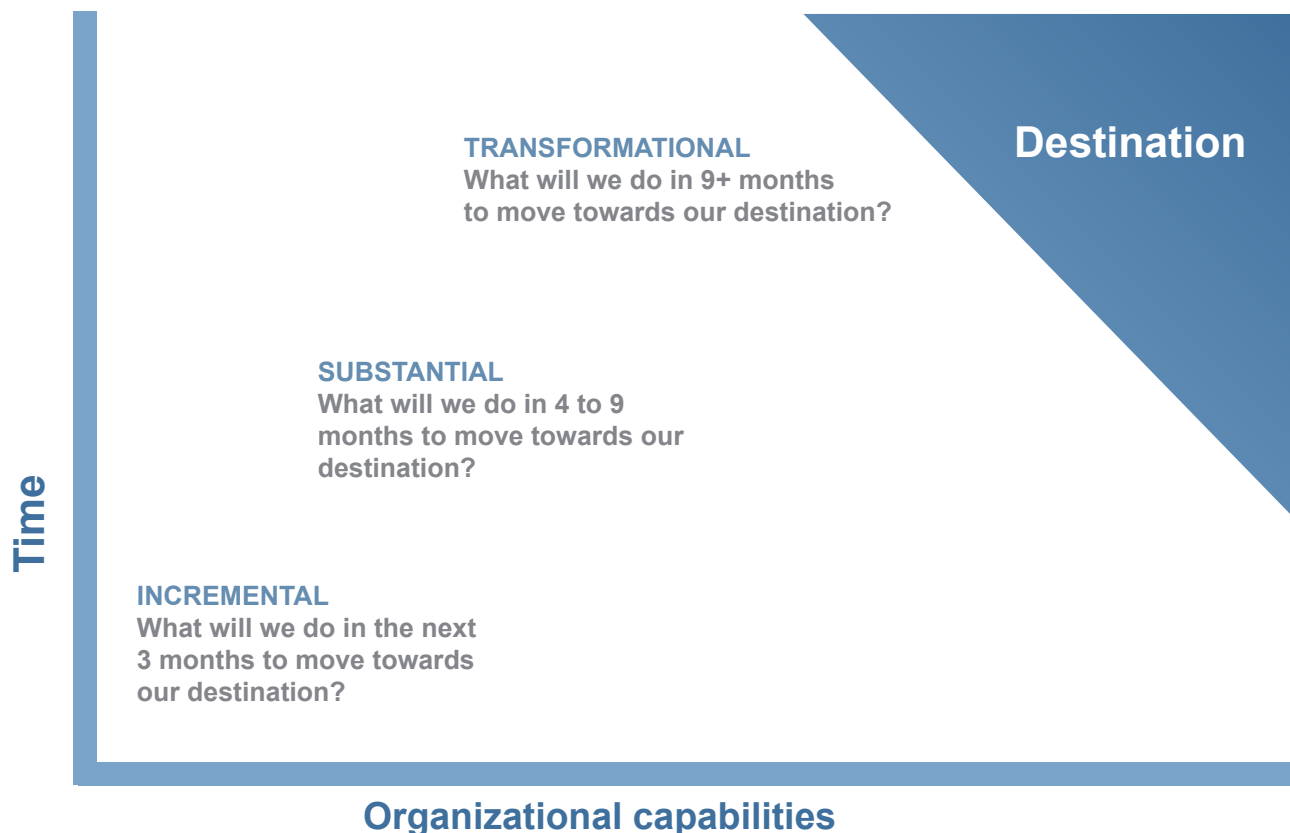 Destination
TRANSFORMATIONAL
What will we do in 9+ months
to move towards our destination?
SUBSTANTIAL
What will we do in 4 to 9
months to move towards our
destination?
Time
INCREMENTAL
What will we do in the next
3 months to move towards
our destination?
Organizational capabilities